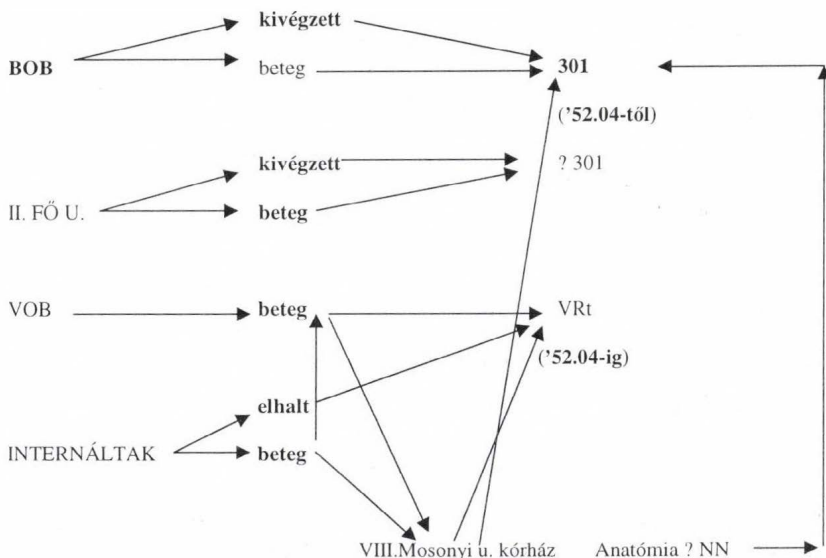 kivégzett
BOB beteg 301
('52.04-től)
kivégzett ? 301
II. FŐ U. beteg
VOB beteg VRt
('52.04-ig)
elhalt
INTERNÁLTAK beteg
VIII.Mosonyi u. kórház Anatómia ? NN